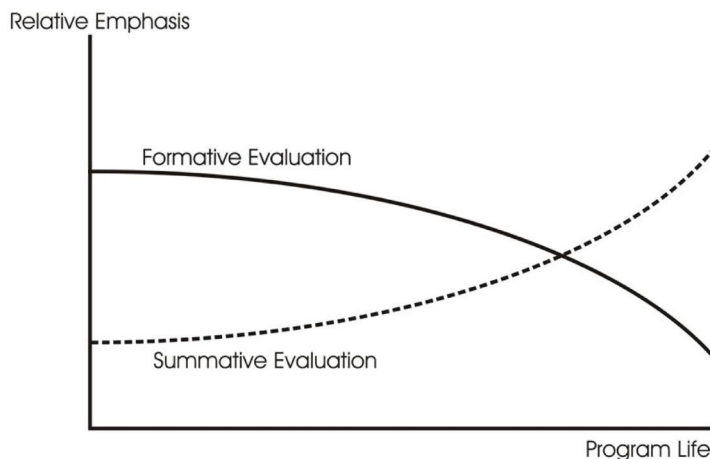 Relative Emphasis
Formative Evaluation
Summative Evaluation
Program Life